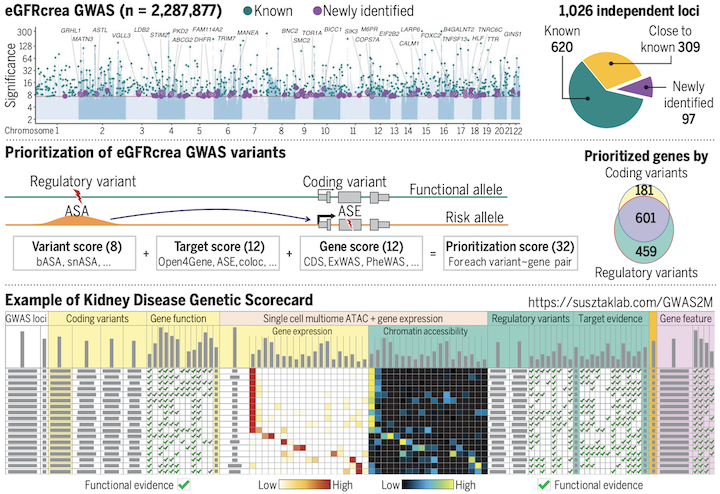 eGFRcrea GWAS (n = 2,287,877)
Known
Newly identified
Significance
300
128
64
32
16
8
4
2
GRHL1
ASTL
LDB2
PKD2
FAM114A2
MANEA
BNC2
TOR1A
BICC1
SIK3
M6PR
EIF2B2
LARP6
FOXC2
B4GALNT2
TNRC6C
GINS1
MATN3
VGLL3
STIM2
ABCG2
DHFR
TRIM7
SMC2
COPS7A
CALM1
TNFSF13
HLF
TTR
Chromosome 1 2 3 4 5 6 7 8 9 10 11 12 13 14 15 16 17 18 19 20 21 22
1,026 independent loci
Known
620
Close to
known 309
Newly
identified
97
Prioritization of eGFRcrea GWAS variants
Regulatory variant
Coding variant
Functional allele
ASA
ASE
Risk allele
Variant score (8)
bASA, snASA, ...
+
Target score (12)
Open4Gene, ASE,coloc, ...
+
Gene score (12)
CDS, ExWAS, PheWAS, ...
=
Prioritization score (32)
For each variant~gene pair
Prioritized genes by
Coding variants
181
601
459
Regulatory variants
Example of Kidney Disease Genetic Scorecard
https://susztaklab.com/GWAS2M
GWAS loci
Coding variants
Gene function
Single cell multiome ATAC + gene expression
Regulatory variants
Target evidence
Gene feature
Gene expression
Chromatin accessibility
Functional evidence
Low
High
Low
High
Functional evidence